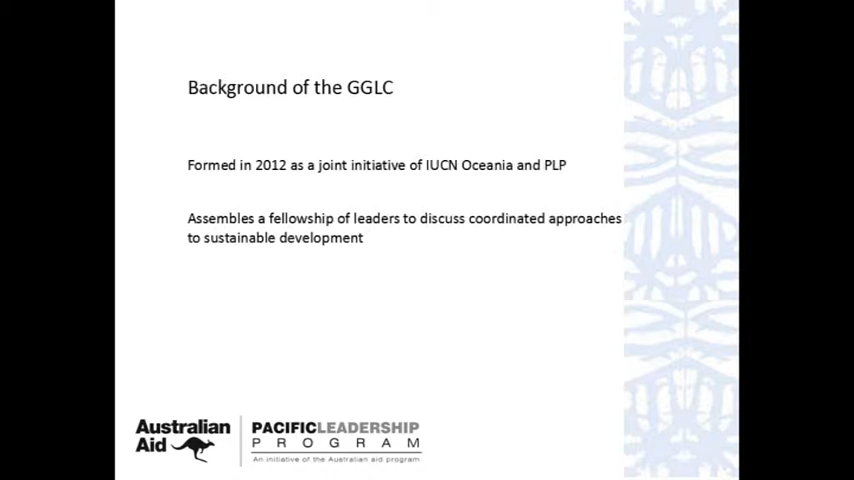 Background of the GGLC
Formed in 2012 as a joint initiative of IUCN Oceania and PLP
Assembles a fellowship of leaders to discuss coordinated approaches
to sustainable development
Australian
Aid
PACIFICLEADERSHIP
PROGRAM
An initiative of the Australian aid program